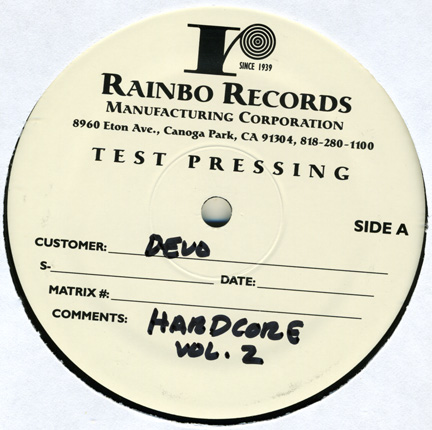 r
SINCE 1939
RAINBO RECORDS
MANUFACTURING CORPORATION
8960 Eton Ave., Canoga Park, CA 91304, 818-280-1100
TEST PRESSING
SIDE A
CUSTOMER: DEVO
S- DATE:
MATRIX #:
COMMENTS: HARDCORE
VOL. 2